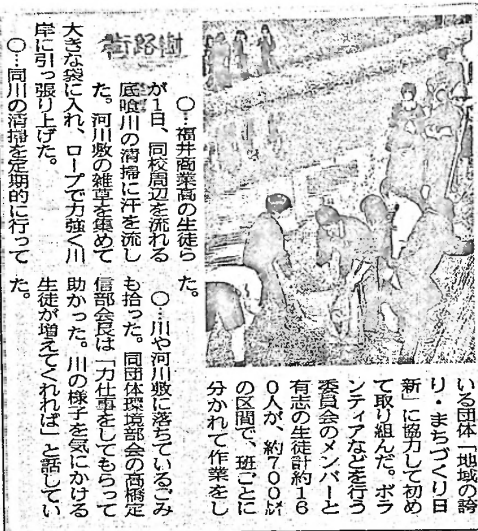 街路樹
○…福井商業高の生徒ら
が1日、同校周辺を流れる
底喰川の清掃に汗を流し
た。河川敷の雑草を集めて
大きな袋に入れ、ロープで力強く川
岸に引っ張り上げた。
○…同川の清掃を定期的に行って
いる団体「地域の誇
り・まちづくり日
新」に協力して初め
て取り組んだ。ボラ
ンティアなどを行う
委員会のメンバーと
有志の生徒計約16
0人が、約700㍍
の区間で、班ごとに
分かれて作業をし
た。
○…川や河川敷に落ちているごみ
も拾った。同団体環境部会の高橋定
信部会長は「力仕事をしてもらって
助かった。川の様子を気にかける
生徒が増えてくれれば」と話してい
た。